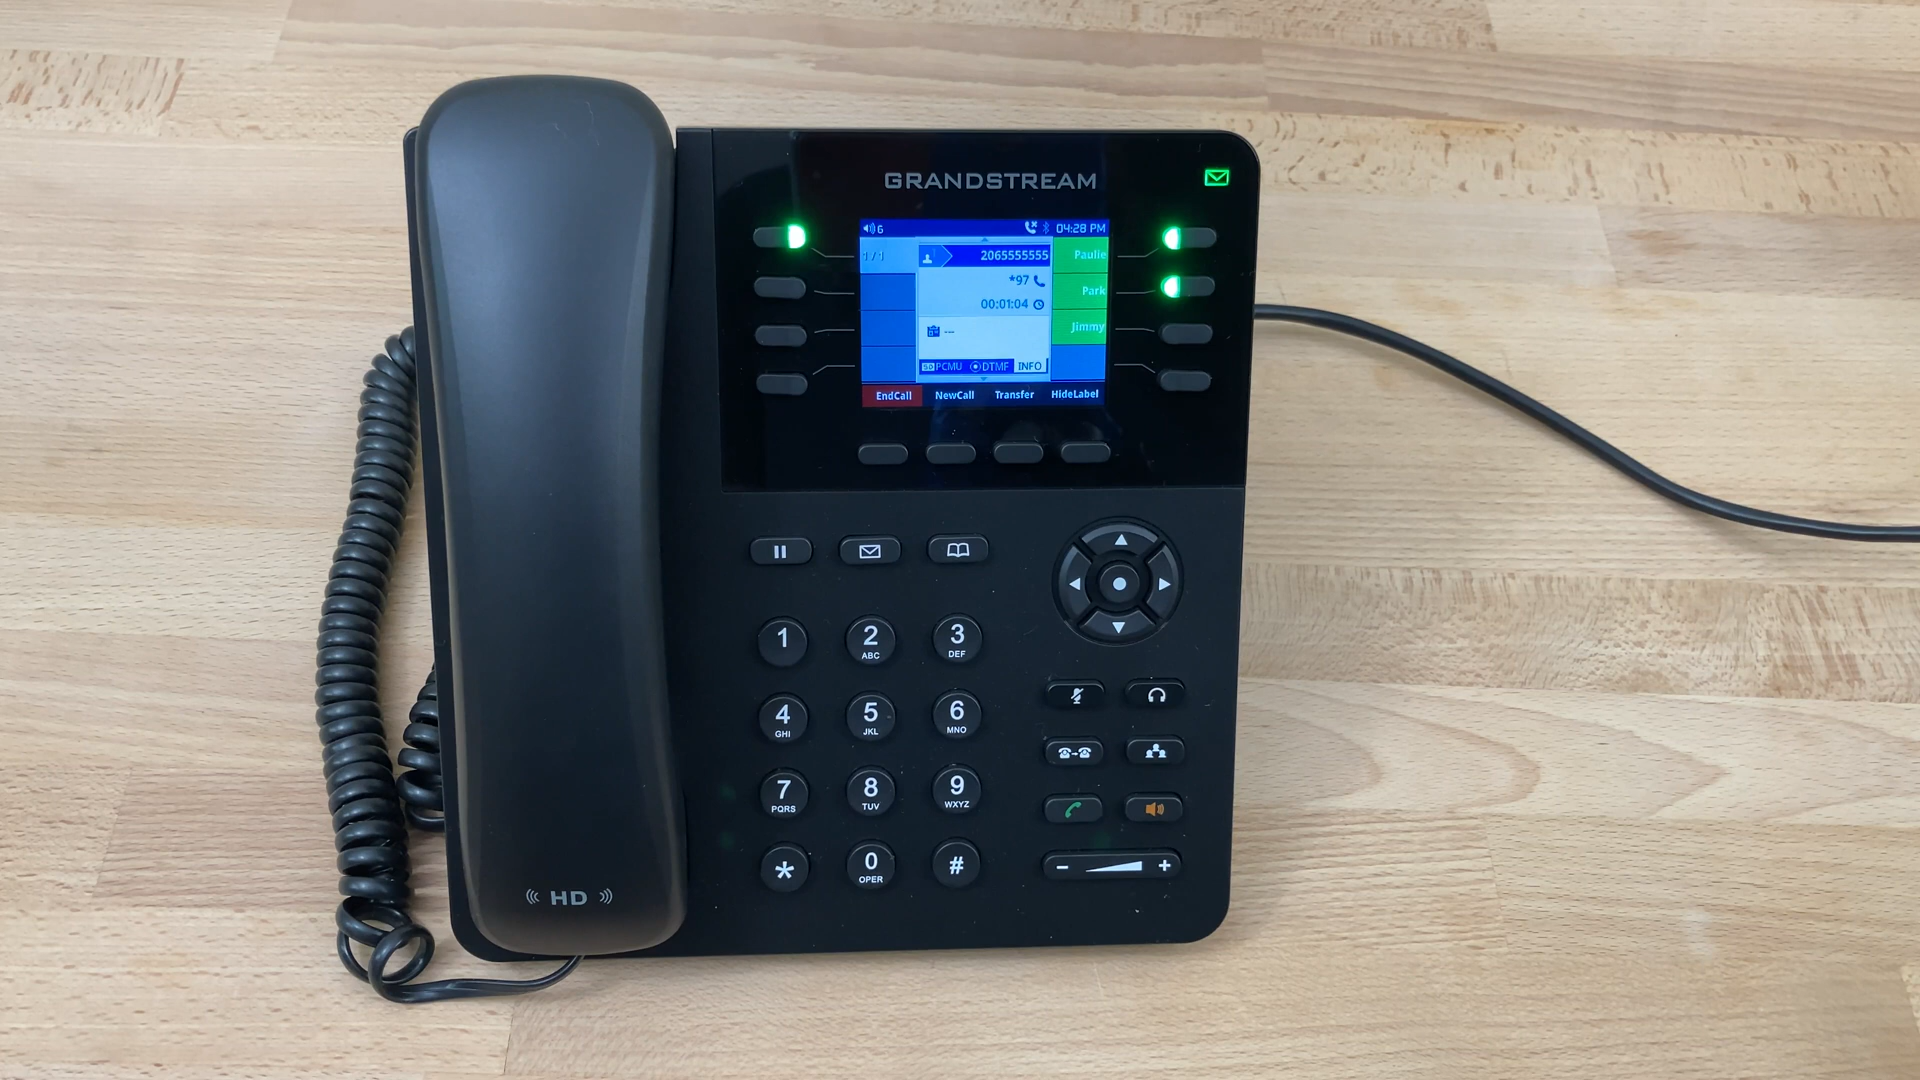 GRANDSTREAM
6 04:28 PM
1/1 2065555555 Paulie
*97 Park
00:01:04
--- Jimmy
SD PCMU DTMF INFO
EndCall NewCall Transfer HideLabel
1 2 ABC 3 DEF
4 GHI 5 JKL 6 MNO
7 PQRS 8 TUV 9 WXYZ
* 0 OPER #
- +
HD